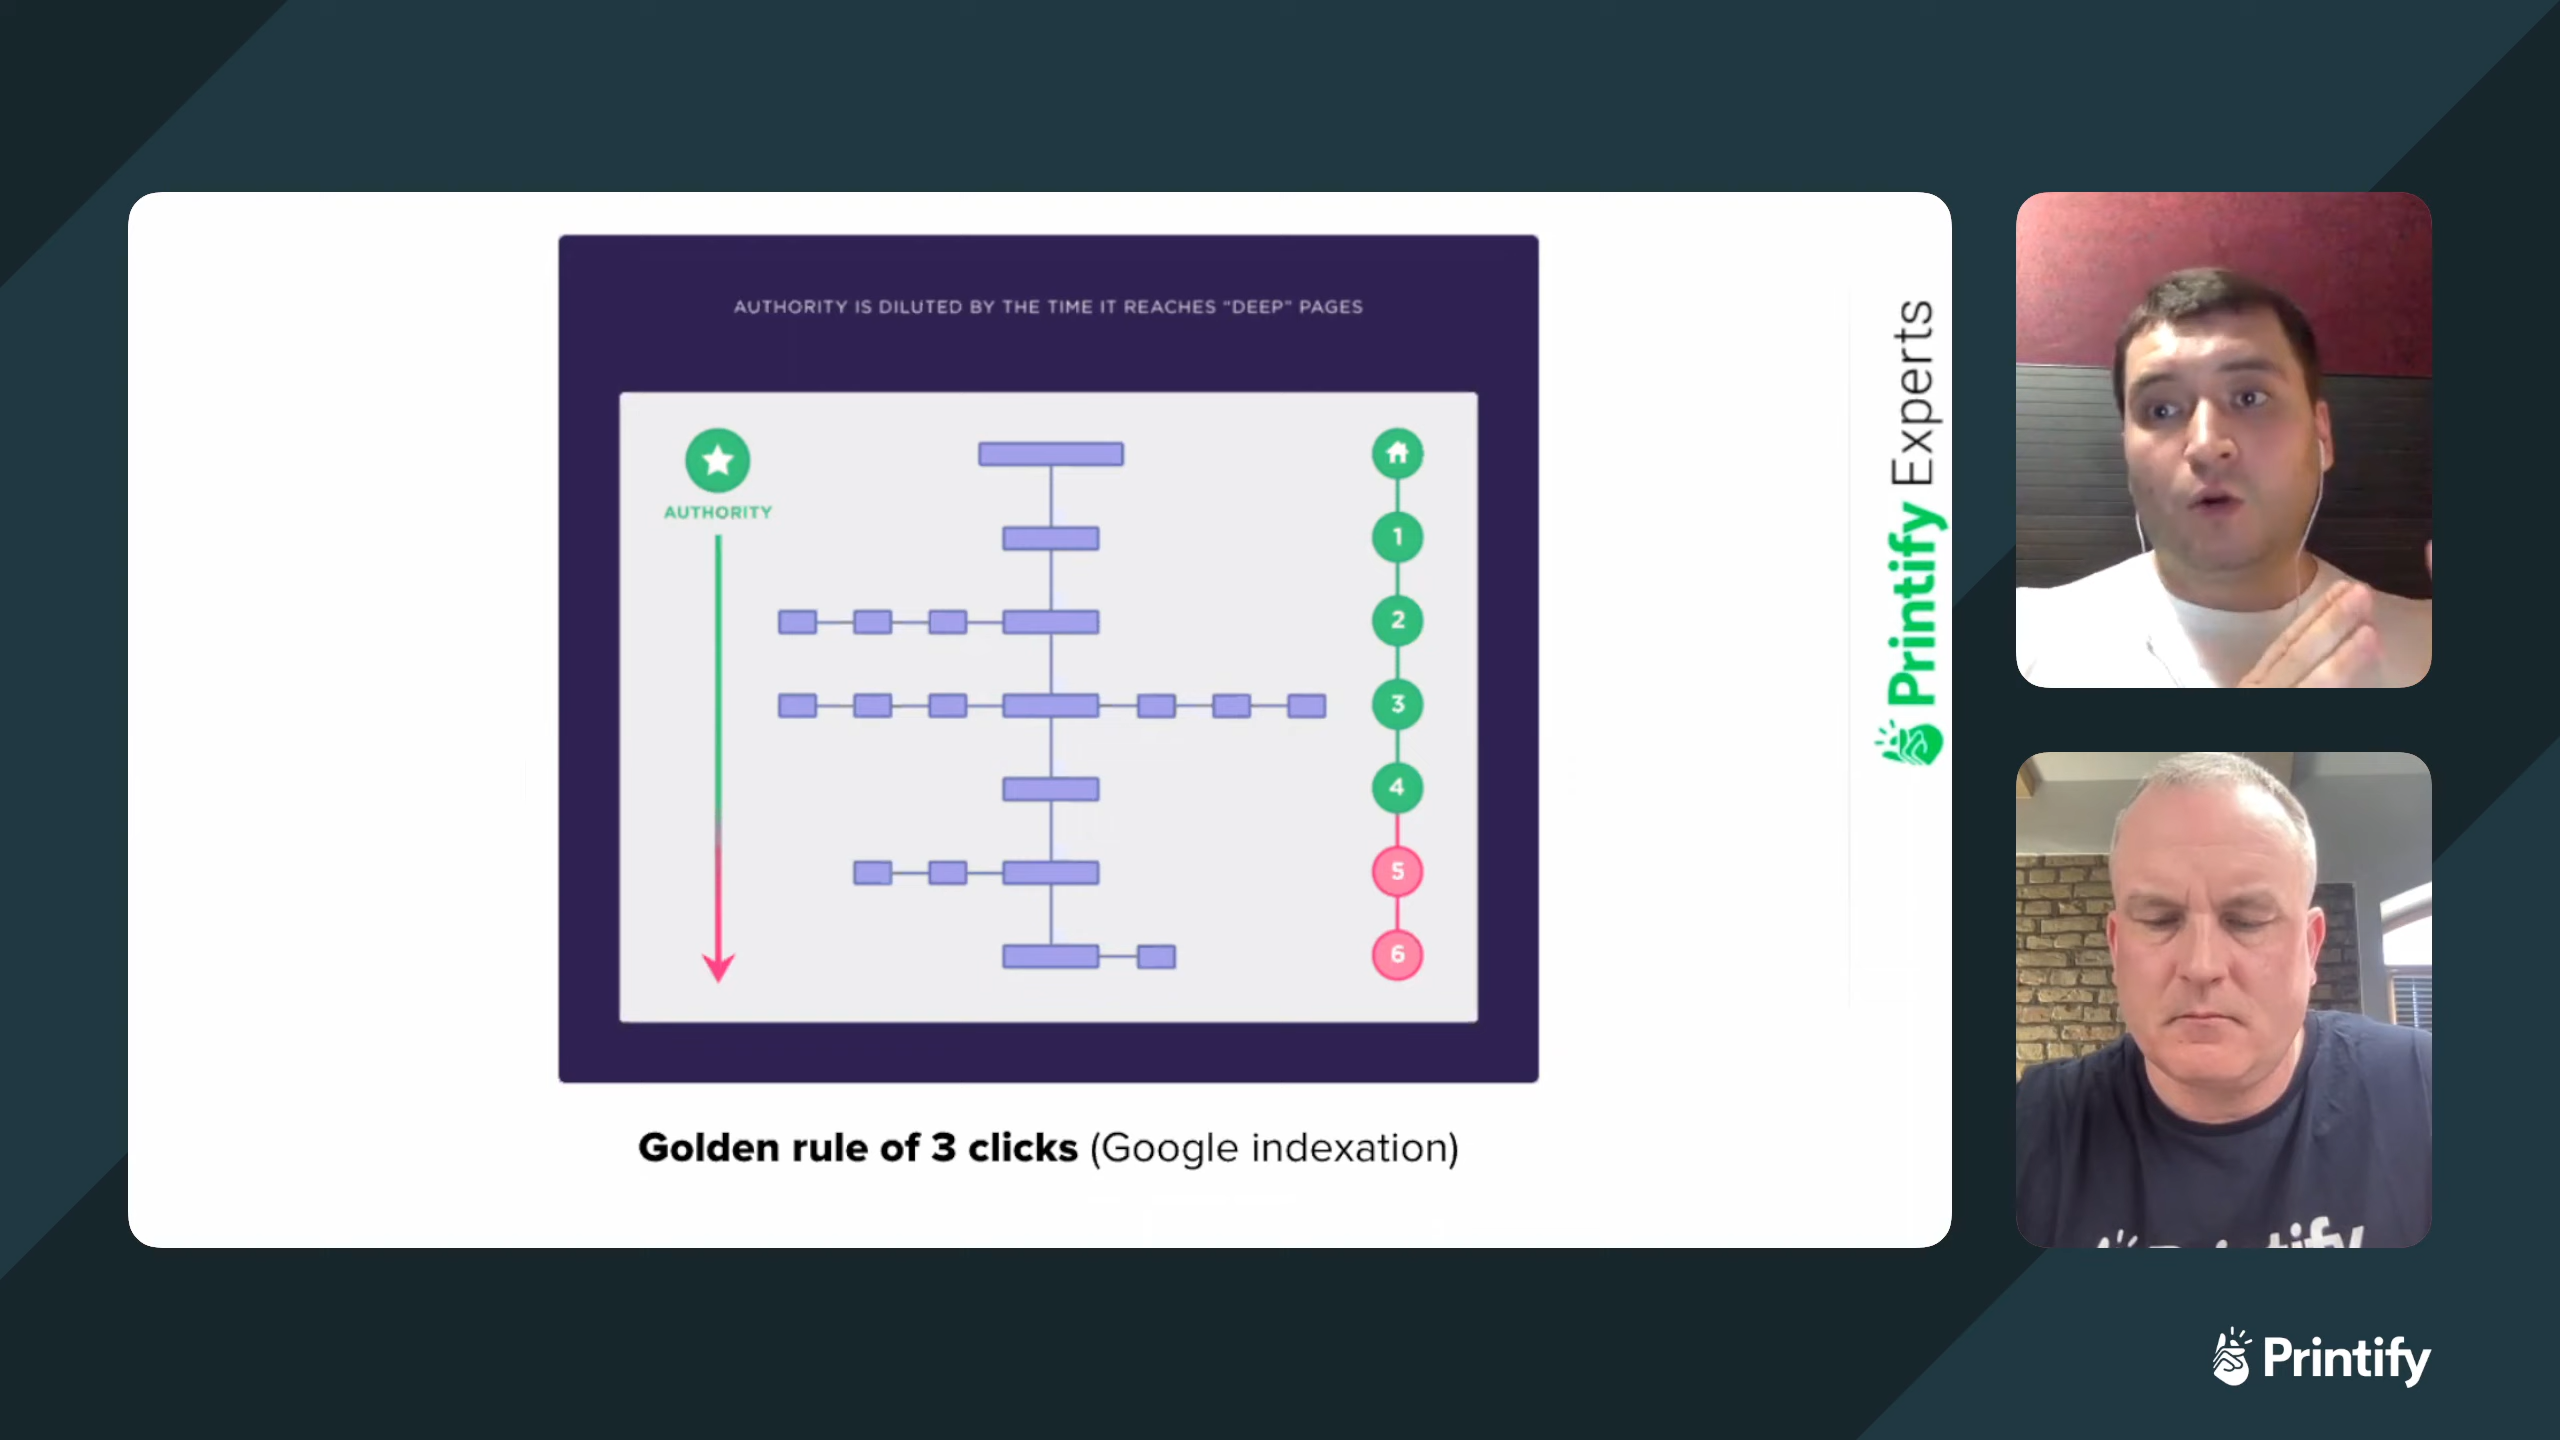 AUTHORITY IS DILUTED BY THE TIME IT REACHES "DEEP" PAGES
AUTHORITY
1
2
3
4
5
6
Golden rule of 3 clicks (Google indexation)
Printify Experts
Printify
Printify